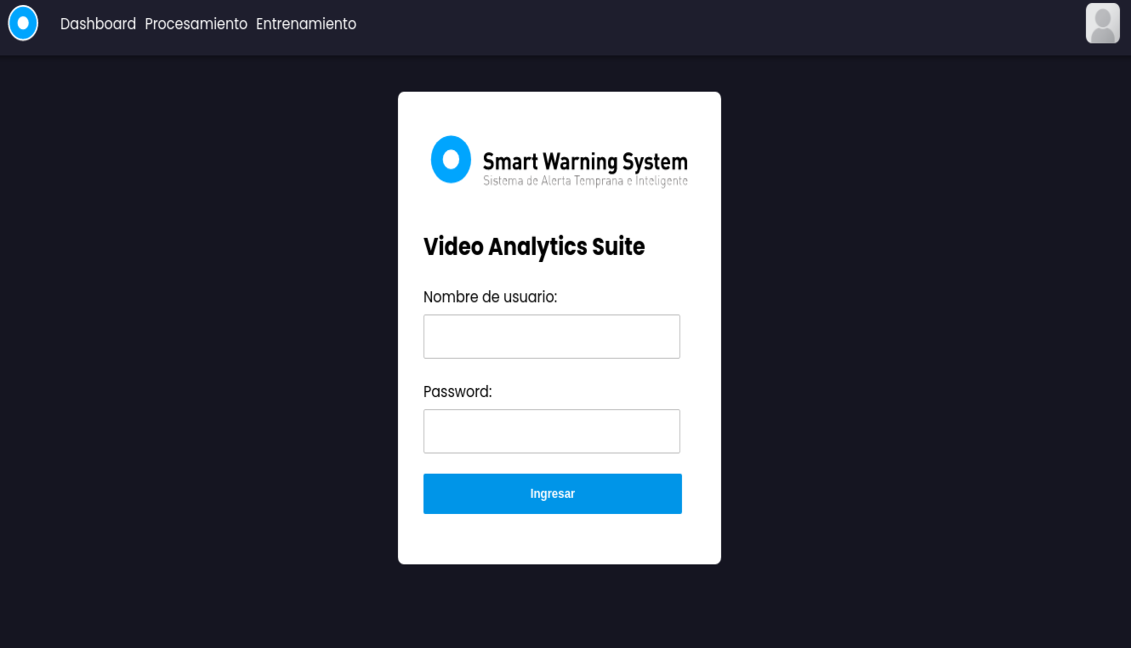 Dashboard Procesamiento Entrenamiento
Smart Warning System
Sistema de Alerta Temprana e Inteligente
Video Analytics Suite
Nombre de usuario:
Password:
Ingresar